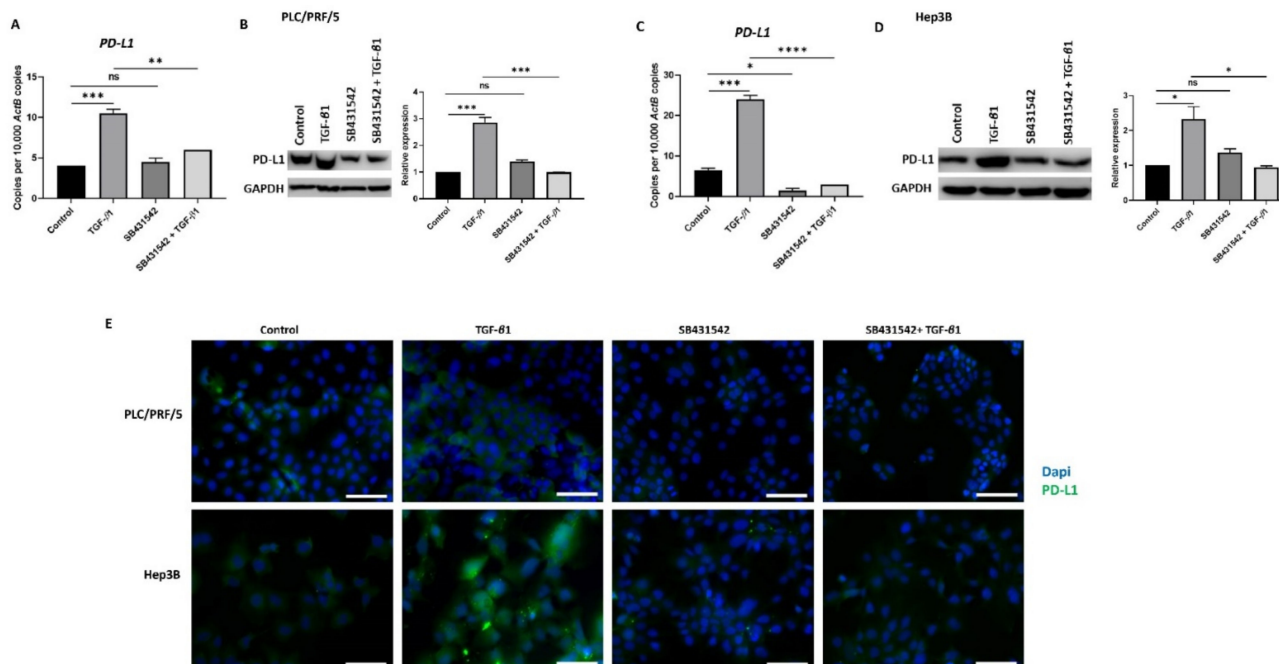 A
PD-L1
Copies per 10,000 ActB copies
15
10
5
0
***
ns
**
Control
TGF-β1
SB431542
SB431542 + TGF-β1
B
PLC/PRF/5
Control
TGF-β1
SB431542
SB431542 + TGF-β1
PD-L1
GAPDH
Relative expression
4
3
2
1
0
***
ns
***
Control
TGF-β1
SB431542
SB431542 + TGF-β1
C
PD-L1
Copies per 10,000 ActB copies
30
20
10
0
***
*
****
Control
TGF-β1
SB431542
SB431542 + TGF-β1
D
Hep3B
Control
TGF-β1
SB431542
SB431542 + TGF-β1
PD-L1
GAPDH
Relative expression
3
2
1
0
*
ns
*
Control
TGF-β1
SB431542
SB431542 + TGF-β1
E
Control
TGF-β1
SB431542
SB431542+ TGF-β1
PLC/PRF/5
Hep3B
Dapi
PD-L1